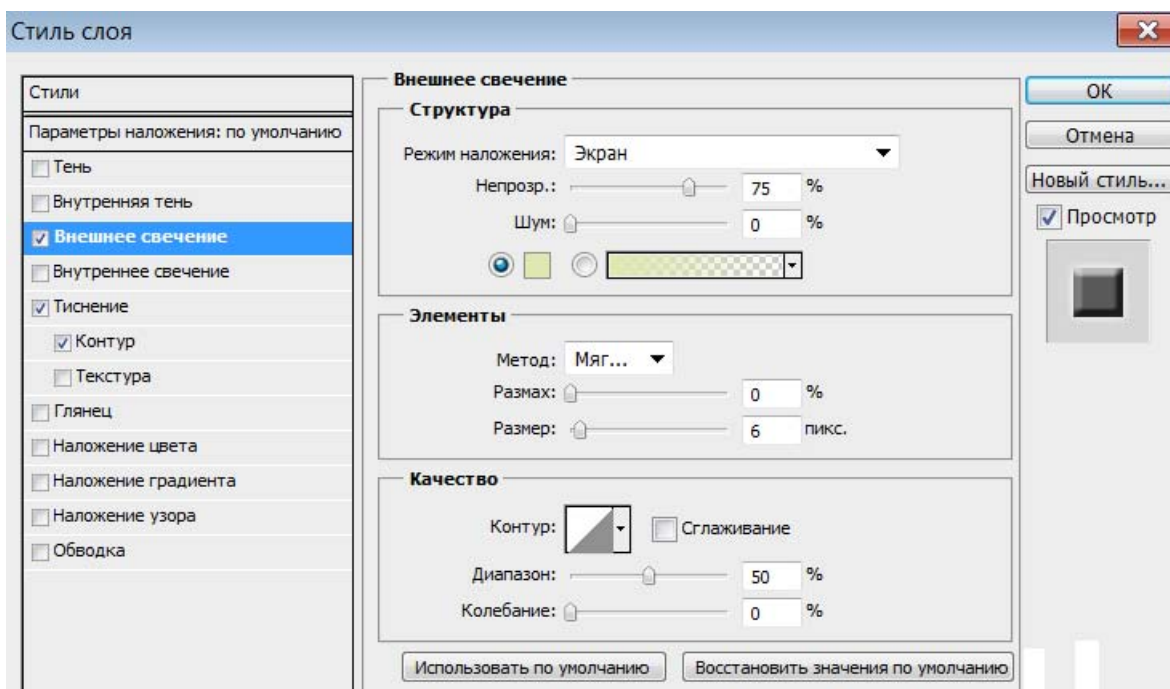 Стиль слоя
Стили
Параметры наложения: по умолчанию
Тень
Внутренняя тень
Внешнее свечение
Внутреннее свечение
Тиснение
Контур
Текстура
Глянец
Наложение цвета
Наложение градиента
Наложение узора
Обводка
Внешнее свечение
Структура
Режим наложения: Экран
Непрозр.: 75 %
Шум: 0 %
Элементы
Метод: Мяг...
Размах: 0 %
Размер: 6 пикс.
Качество
Контур: Сглаживание
Диапазон: 50 %
Колебание: 0 %
Использовать по умолчанию Восстановить значения по умолчанию
ОК
Отмена
Новый стиль...
Просмотр